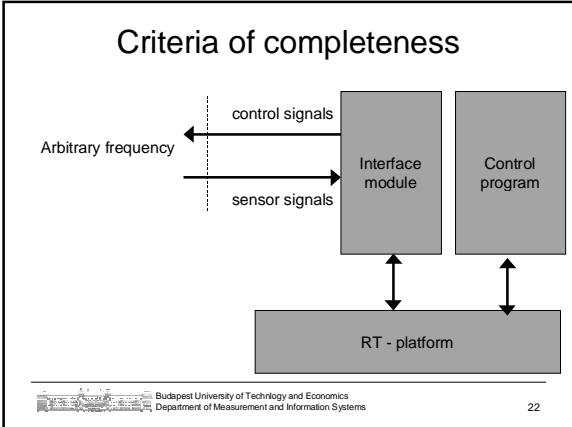 Criteria of completeness
control signals
Arbitrary frequency
sensor signals
Interface
module
Control
program
RT - platform
Budapest University of Technlogy and Economics
Department of Measurement and Information Systems
22